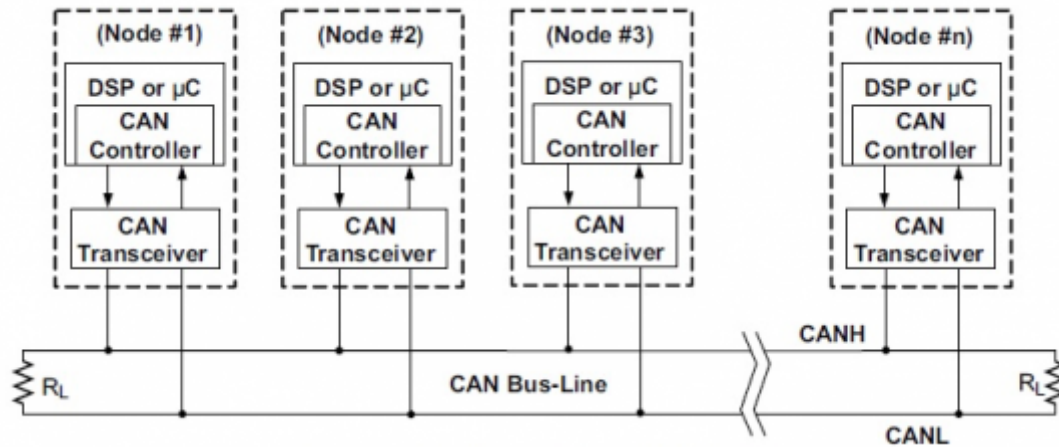 (Node #1)
DSP or µC
CAN
Controller
CAN
Transceiver
(Node #2)
DSP or µC
CAN
Controller
CAN
Transceiver
(Node #3)
DSP or µC
CAN
Controller
CAN
Transceiver
(Node #n)
DSP or µC
CAN
Controller
CAN
Transceiver
CANH
RL
CAN Bus-Line
RL
CANL